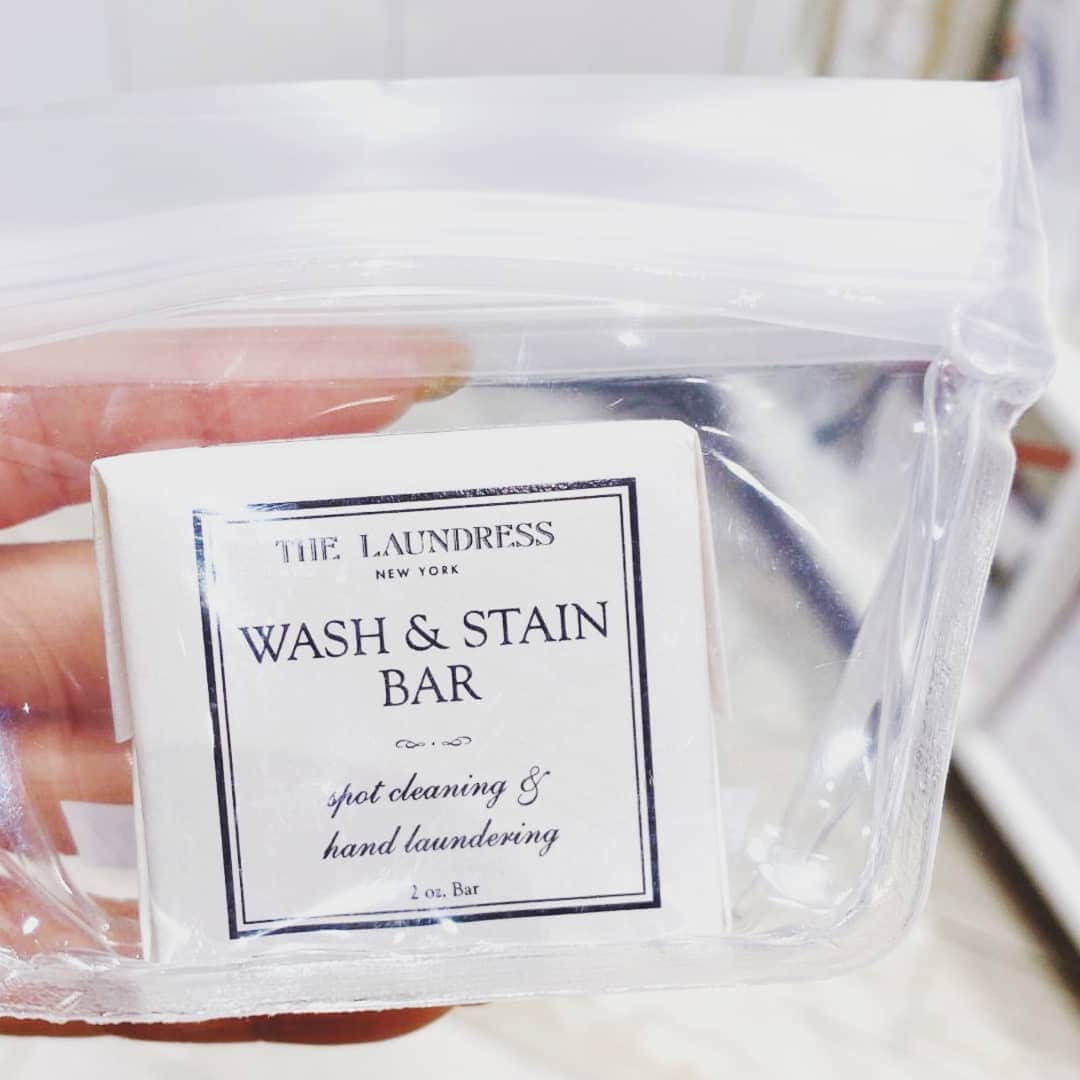 THE LAUNDRESS
NEW YORK
WASH & STAIN
BAR
spot cleaning &
hand laundering
2 oz. Bar